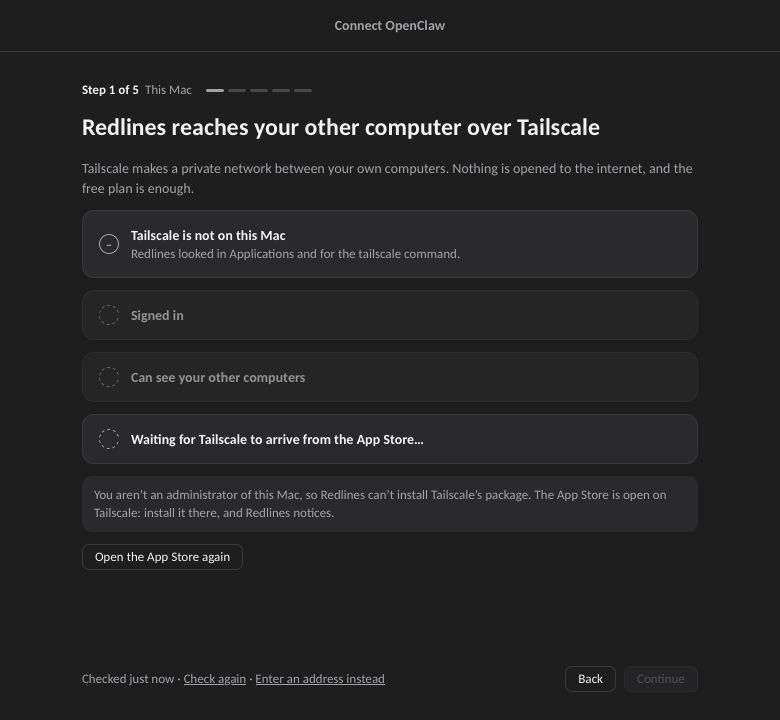 Connect OpenClaw
Step 1 of 5 This Mac
Redlines reaches your other computer over Tailscale
Tailscale makes a private network between your own computers. Nothing is opened to the internet, and the
free plan is enough.
Tailscale is not on this Mac
Redlines looked in Applications and for the tailscale command.
Signed in
Can see your other computers
Waiting for Tailscale to arrive from the App Store…
You aren’t an administrator of this Mac, so Redlines can’t install Tailscale’s package. The App Store is open on
Tailscale: install it there, and Redlines notices.
Open the App Store again
Checked just now · Check again · Enter an address instead
Back
Continue